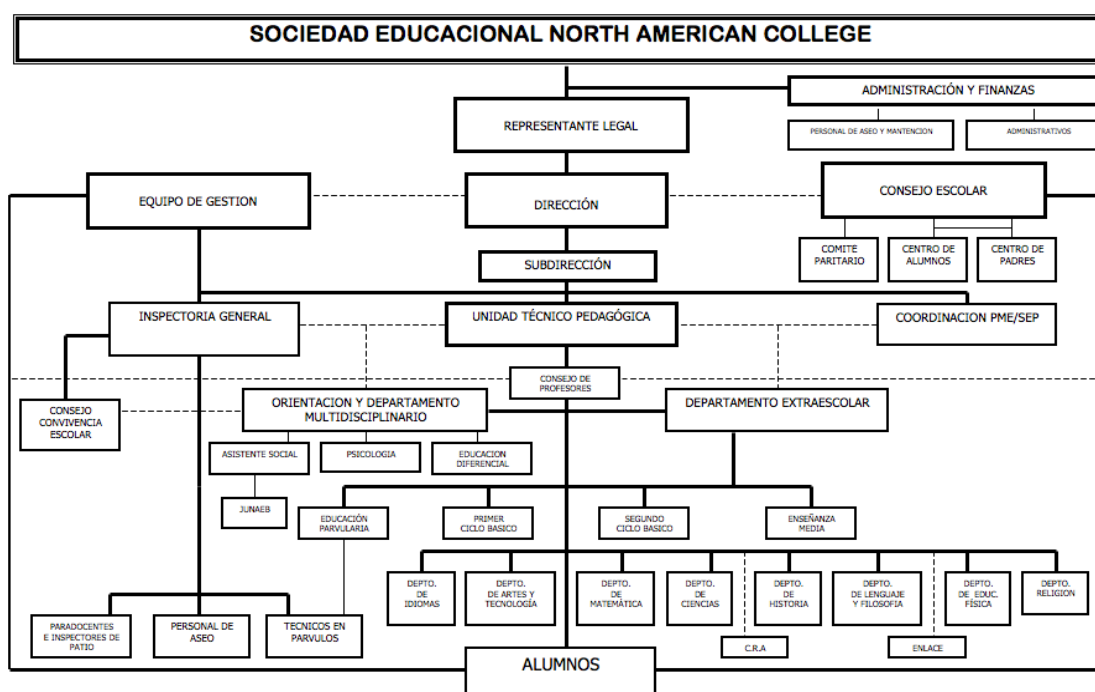 SOCIEDAD EDUCACIONAL NORTH AMERICAN COLLEGE
ADMINISTRACIÓN Y FINANZAS
REPRESENTANTE LEGAL
PERSONAL DE ASEO Y MANTENCION
ADMINISTRATIVOS
EQUIPO DE GESTION
DIRECCIÓN
CONSEJO ESCOLAR
COMITE
PARITARIO
CENTRO DE
ALUMNOS
CENTRO DE
PADRES
SUBDIRECCIÓN
INSPECTORIA GENERAL
UNIDAD TÉCNICO PEDAGÓGICA
COORDINACION PME/SEP
CONSEJO DE
PROFESORES
CONSEJO
CONVIVENCIA
ESCOLAR
ORIENTACION Y DEPARTAMENTO
MULTIDISCIPLINARIO
DEPARTAMENTO EXTRAESCOLAR
ASISTENTE SOCIAL
PSICOLOGIA
EDUCACION
DIFERENCIAL
JUNAEB
EDUCACIÓN
PARVULARIA
PRIMER
CICLO BASICO
SEGUNDO
CICLO BASICO
ENSEÑANZA
MEDIA
DEPTO.
DE
IDIOMAS
DEPTO.
DE ARTES Y
TECNOLOGÍA
DEPTO.
DE
MATEMÁTICA
DEPTO.
DE
CIENCIAS
DEPTO.
DE
HISTORIA
DEPTO.
DE LENGUAJE
Y FILOSOFIA
DEPTO.
DE EDUC.
FÍSICA
DEPTO.
RELIGION
PARADOCENTES
E INSPECTORES DE
PATIO
PERSONAL DE
ASEO
TECNICOS EN
PARVULOS
C.R.A
ENLACE
ALUMNOS